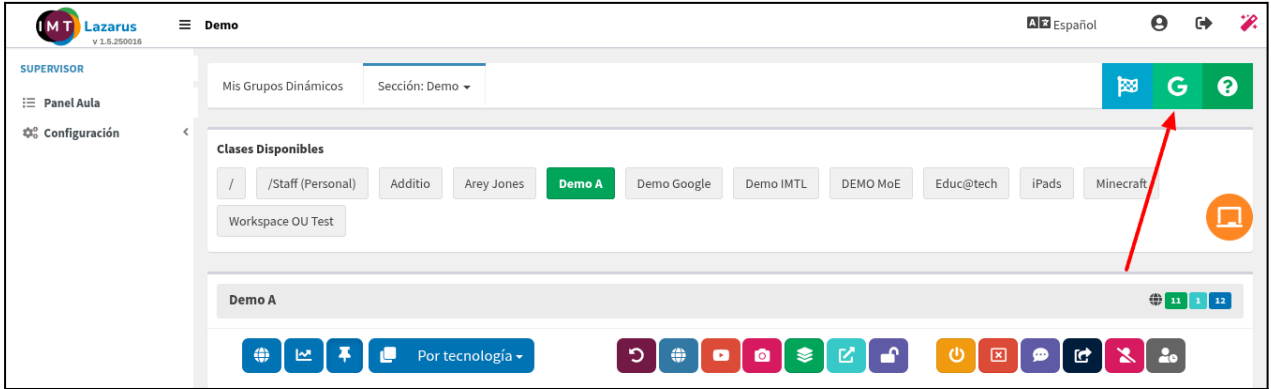 IMT Lazarus
v 1.6.250016
Demo
Español
SUPERVISOR
Panel Aula
Configuración
Mis Grupos Dinámicos
Sección: Demo
G
?
Clases Disponibles
/
/Staff (Personal)
Additio
Arey Jones
Demo A
Demo Google
Demo IMTL
DEMO MoE
Educ@tech
iPads
Minecraft
Workspace OU Test
Demo A
11 1 12
Por tecnología